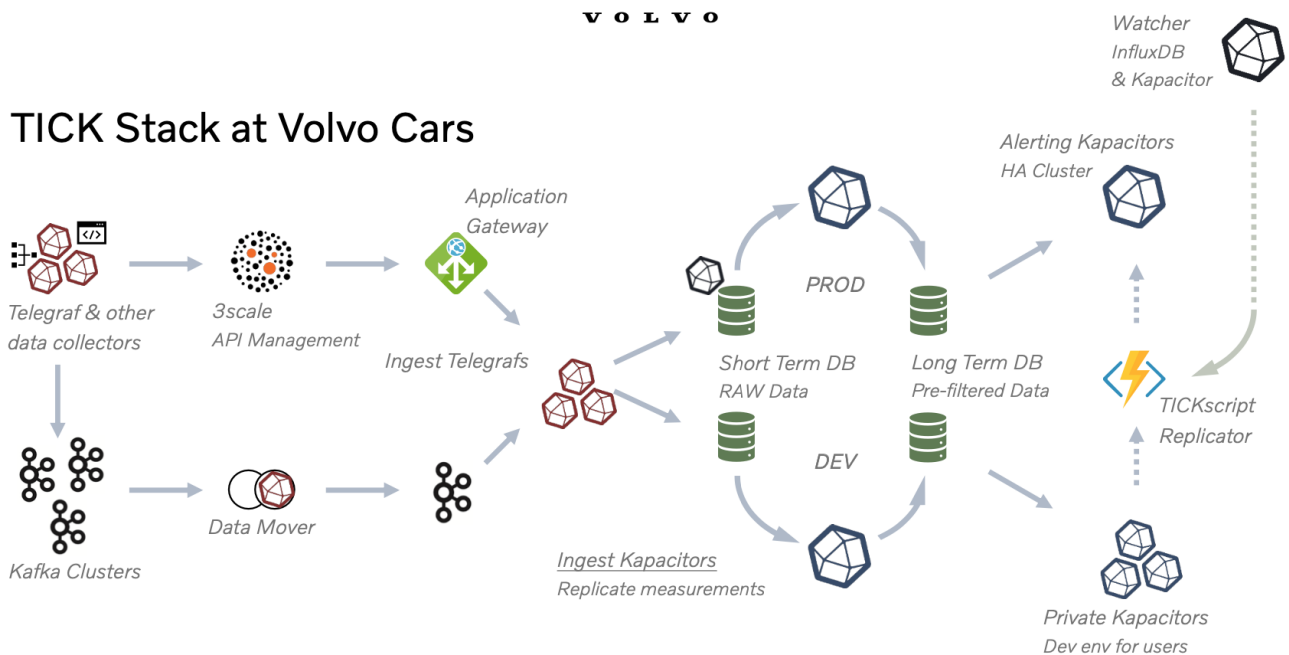 VOLVO
Watcher
InfluxDB
& Kapacitor
TICK Stack at Volvo Cars
Alerting Kapacitors
HA Cluster
Application
Gateway
</>
PROD
Telegraf & other
data collectors
3scale
API Management
Ingest Telegrafs
Short Term DB
RAW Data
Long Term DB
Pre-filtered Data
TICKscript
Replicator
DEV
Data Mover
Kafka Clusters
Ingest Kapacitors
Replicate measurements
Private Kapacitors
Dev env for users